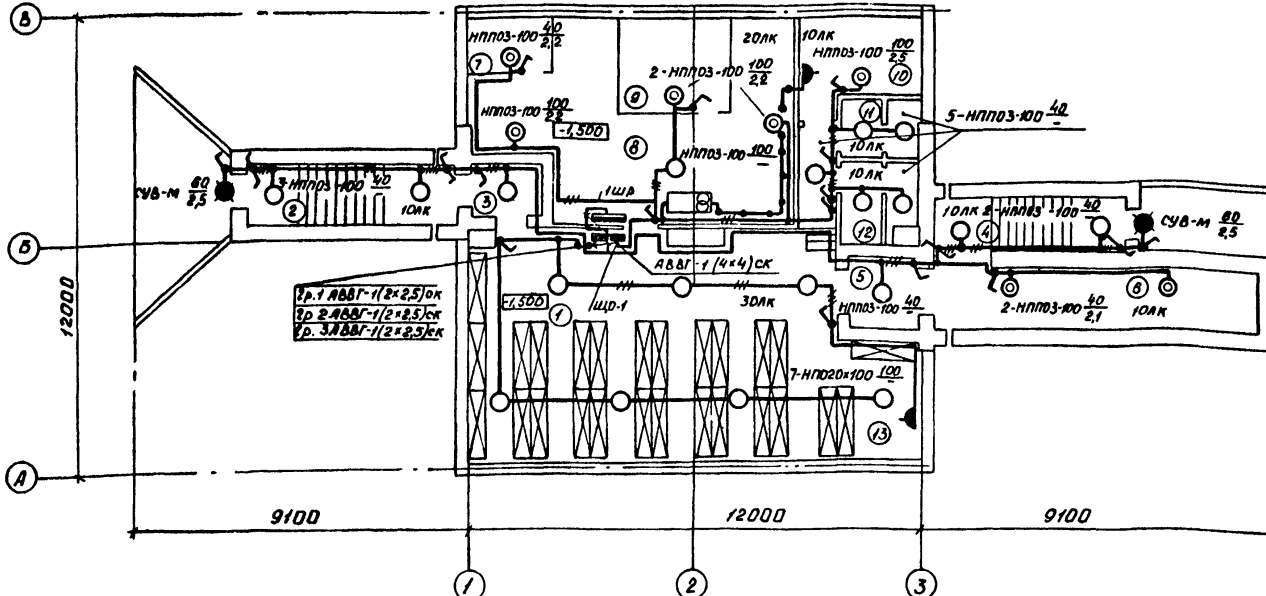 В
НПП03-100 40/2,2
7
20лк
10лк
НПП03-100 100/2,5
10
2-НПП03-100 100/2,2
9
НПП03-100 100/2,2
-1,500
8
11
5-НПП03-100 40/-
10лк
НПП03-100 100/-
10лк
СУВ-М 60/2,5
2
3-НПП03-100 40/-
10лк
3
1ШР
12
10лк
2-НПП03-100 40/-
4
СУВ-М 60/2,5
Б
АВВГ-1 (4×4)ск
5
гр.1 АВВГ-1(2×2,5)ск
гр.2 АВВГ-1(2×2,5)ск
гр.3 АВВГ-1(2×2,5)ск
-1,500
1
1ЩО-1
30лк
НПП03-100 40/-
2-НПП03-100 40/2,1
6
10лк
12000
7-НПО20×100 100/-
13
А
9100
12000
9100
1
2
3